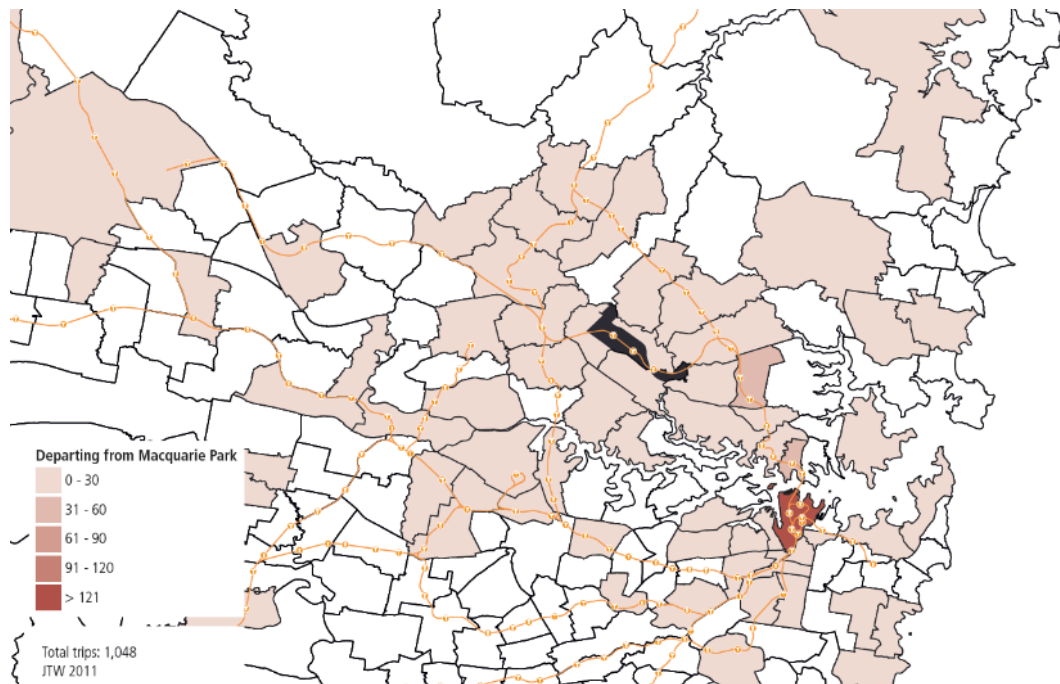 Departing from Macquarie Park
0 - 30
31 - 60
61 - 90
91 - 120
> 121
Total trips: 1,048
JTW 2011